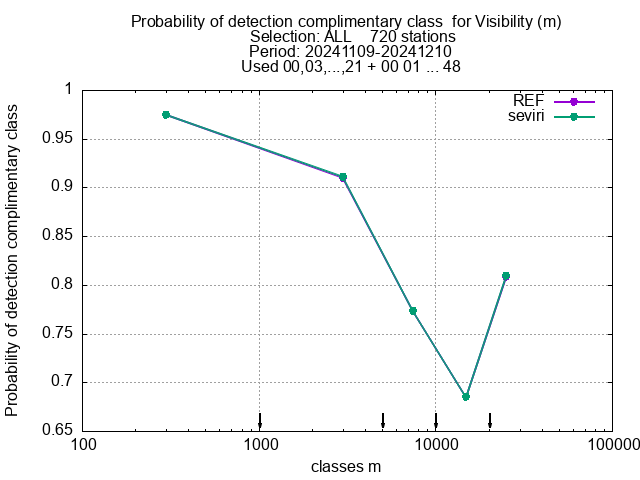 Probability of detection complimentary class  for Visibility (m)
Selection: ALL    720 stations
Period: 20241109-20241210
Used 00,03,...,21 + 00 01 ... 48
REF
seviri
Probability of detection complimentary class
1
0.95
0.9
0.85
0.8
0.75
0.7
0.65
100
1000
10000
100000
classes m